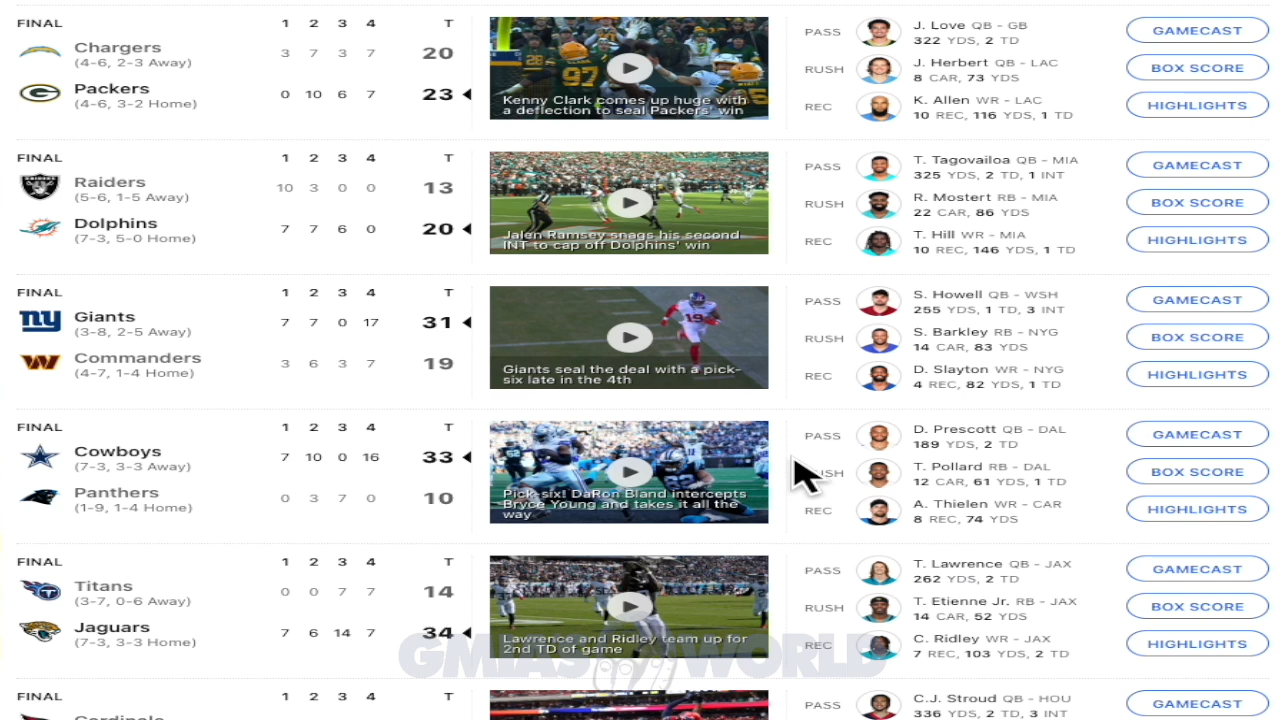 FINAL 1 2 3 4 T
Chargers 3 7 3 7 20
(4-6, 2-3 Away)
Packers 0 10 6 7 23
(4-6, 3-2 Home)
Kenny Clark comes up huge with
a deflection to seal Packers' win
PASS J. Love QB - GB
322 YDS, 2 TD
RUSH J. Herbert QB - LAC
8 CAR, 73 YDS
REC K. Allen WR - LAC
10 REC, 116 YDS, 1 TD
GAMECAST
BOX SCORE
HIGHLIGHTS
FINAL 1 2 3 4 T
Raiders 10 3 0 0 13
(5-6, 1-5 Away)
Dolphins 7 7 6 0 20
(7-3, 5-0 Home)
Jalen Ramsey snags his second
INT to cap off Dolphins' win
PASS T. Tagovailoa QB - MIA
325 YDS, 2 TD, 1 INT
RUSH R. Mostert RB - MIA
22 CAR, 86 YDS
REC T. Hill WR - MIA
10 REC, 146 YDS, 1 TD
GAMECAST
BOX SCORE
HIGHLIGHTS
FINAL 1 2 3 4 T
Giants 7 7 0 17 31
(3-8, 2-5 Away)
Commanders 3 6 3 7 19
(4-7, 1-4 Home)
Giants seal the deal with a pick-
six late in the 4th
PASS S. Howell QB - WSH
255 YDS, 1 TD, 3 INT
RUSH S. Barkley RB - NYG
14 CAR, 83 YDS
REC D. Slayton WR - NYG
4 REC, 82 YDS, 1 TD
GAMECAST
BOX SCORE
HIGHLIGHTS
FINAL 1 2 3 4 T
Cowboys 7 10 0 16 33
(7-3, 3-3 Away)
Panthers 0 3 7 0 10
(1-9, 1-4 Home)
Pick-six! DaRon Bland intercepts
Bryce Young and takes it all the
way
PASS D. Prescott QB - DAL
189 YDS, 2 TD
T. Pollard RB - DAL
12 CAR, 61 YDS, 1 TD
REC A. Thielen WR - CAR
8 REC, 74 YDS
GAMECAST
BOX SCORE
HIGHLIGHTS
FINAL 1 2 3 4 T
Titans 0 0 7 7 14
(3-7, 0-6 Away)
Jaguars 7 6 14 7 34
(7-3, 3-3 Home)
Lawrence and Ridley team up for
2nd TD of game
PASS T. Lawrence QB - JAX
262 YDS, 2 TD
RUSH T. Etienne Jr. RB - JAX
14 CAR, 52 YDS
REC C. Ridley WR - JAX
7 REC, 103 YDS, 2 TD
GAMECAST
BOX SCORE
HIGHLIGHTS
GMIAS WORLD
FINAL 1 2 3 4 T
Cardinals
PASS C.J. Stroud QB - HOU
336 YDS, 2 TD, 3 INT
GAMECAST